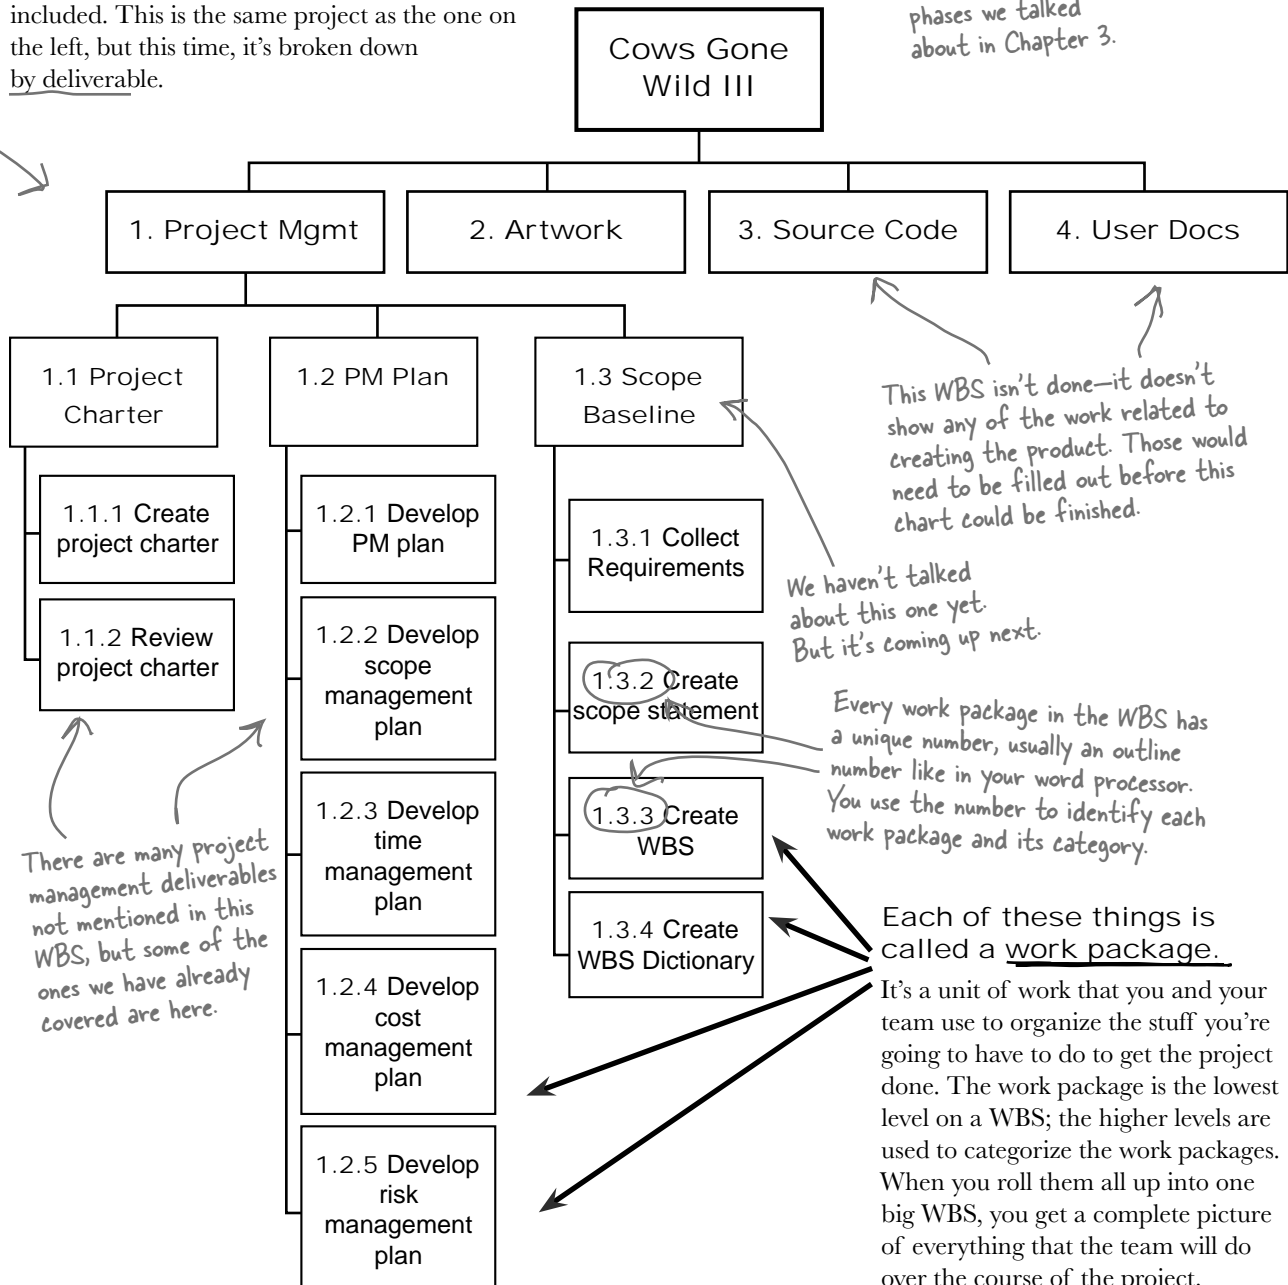 included. This is the same project as the one on
the left, but this time, it's broken down
by deliverable.
phases we talked
about in Chapter 3.
Cows Gone
Wild III
1. Project Mgmt
2. Artwork
3. Source Code
4. User Docs
1.1 Project
Charter
1.2 PM Plan
1.3 Scope
Baseline
This WBS isn't done—it doesn't
show any of the work related to
creating the product. Those would
need to be filled out before this
chart could be finished.
1.1.1 Create
project charter
1.1.2 Review
project charter
There are many project
management deliverables
not mentioned in this
WBS, but some of the
ones we have already
covered are here.
1.2.1 Develop
PM plan
1.2.2 Develop
scope
management
plan
1.2.3 Develop
time
management
plan
1.2.4 Develop
cost
management
plan
1.2.5 Develop
risk
management
plan
1.3.1 Collect
Requirements
1.3.2 Create
scope statement
1.3.3 Create
WBS
1.3.4 Create
WBS Dictionary
We haven't talked
about this one yet.
But it's coming up next.
Every work package in the WBS has
a unique number, usually an outline
number like in your word processor.
You use the number to identify each
work package and its category.
Each of these things is
called a work package.
It's a unit of work that you and your
team use to organize the stuff you're
going to have to do to get the project
done. The work package is the lowest
level on a WBS; the higher levels are
used to categorize the work packages.
When you roll them all up into one
big WBS, you get a complete picture
of everything that the team will do
over the course of the project.